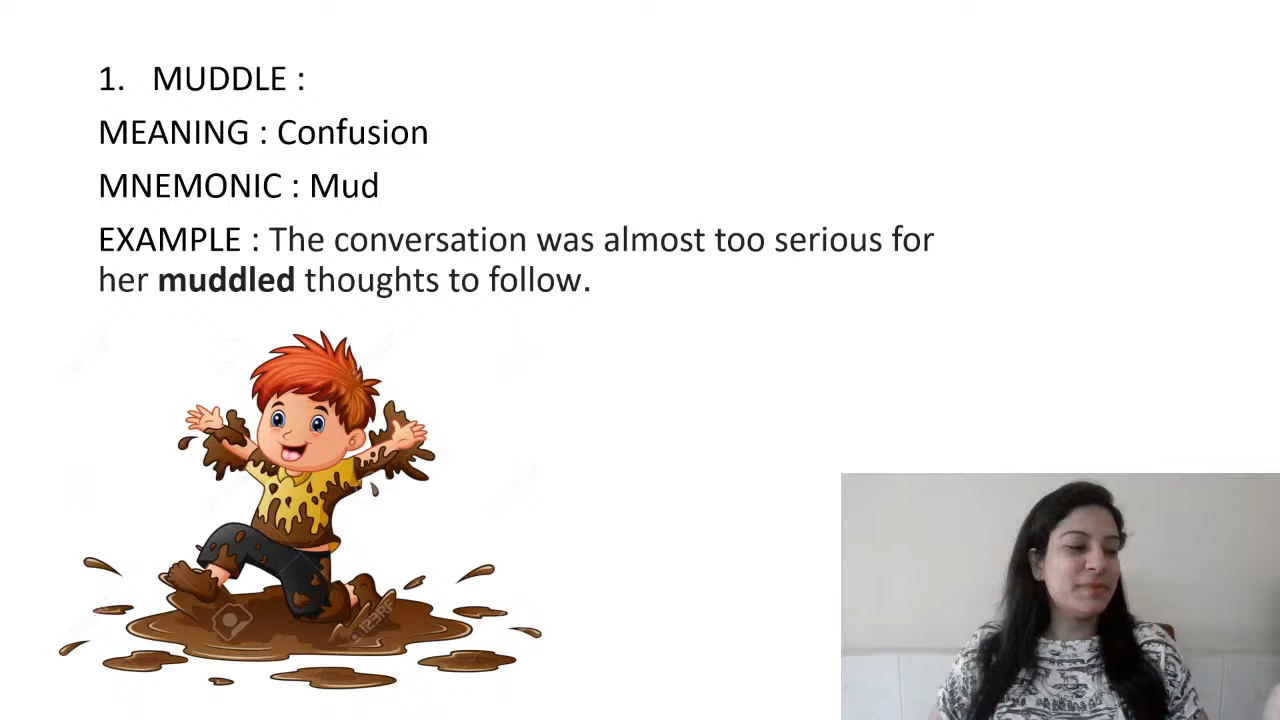 1. MUDDLE :
MEANING : Confusion
MNEMONIC : Mud
EXAMPLE : The conversation was almost too serious for
her muddled thoughts to follow.
123RF